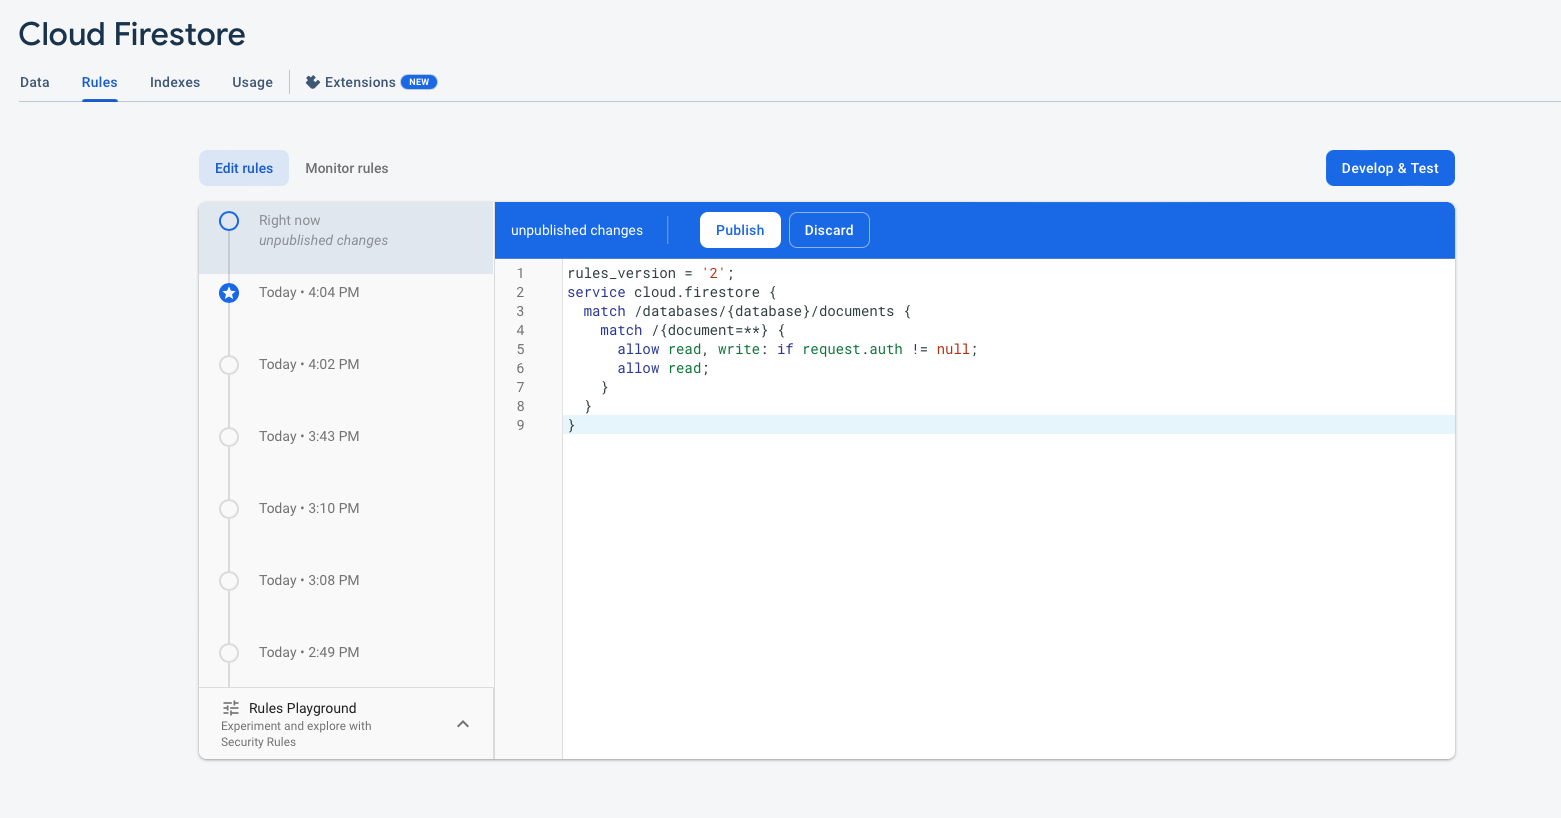 Cloud Firestore
Data Rules Indexes Usage Extensions NEW
Edit rules Monitor rules Develop & Test
Right now
unpublished changes
Today • 4:04 PM
Today • 4:02 PM
Today • 3:43 PM
Today • 3:10 PM
Today • 3:08 PM
Today • 2:49 PM
Rules Playground
Experiment and explore with
Security Rules
unpublished changes Publish Discard
1 rules_version = '2';
2 service cloud.firestore {
3   match /databases/{database}/documents {
4     match /{document=**} {
5       allow read, write: if request.auth != null;
6       allow read;
7     }
8   }
9 }